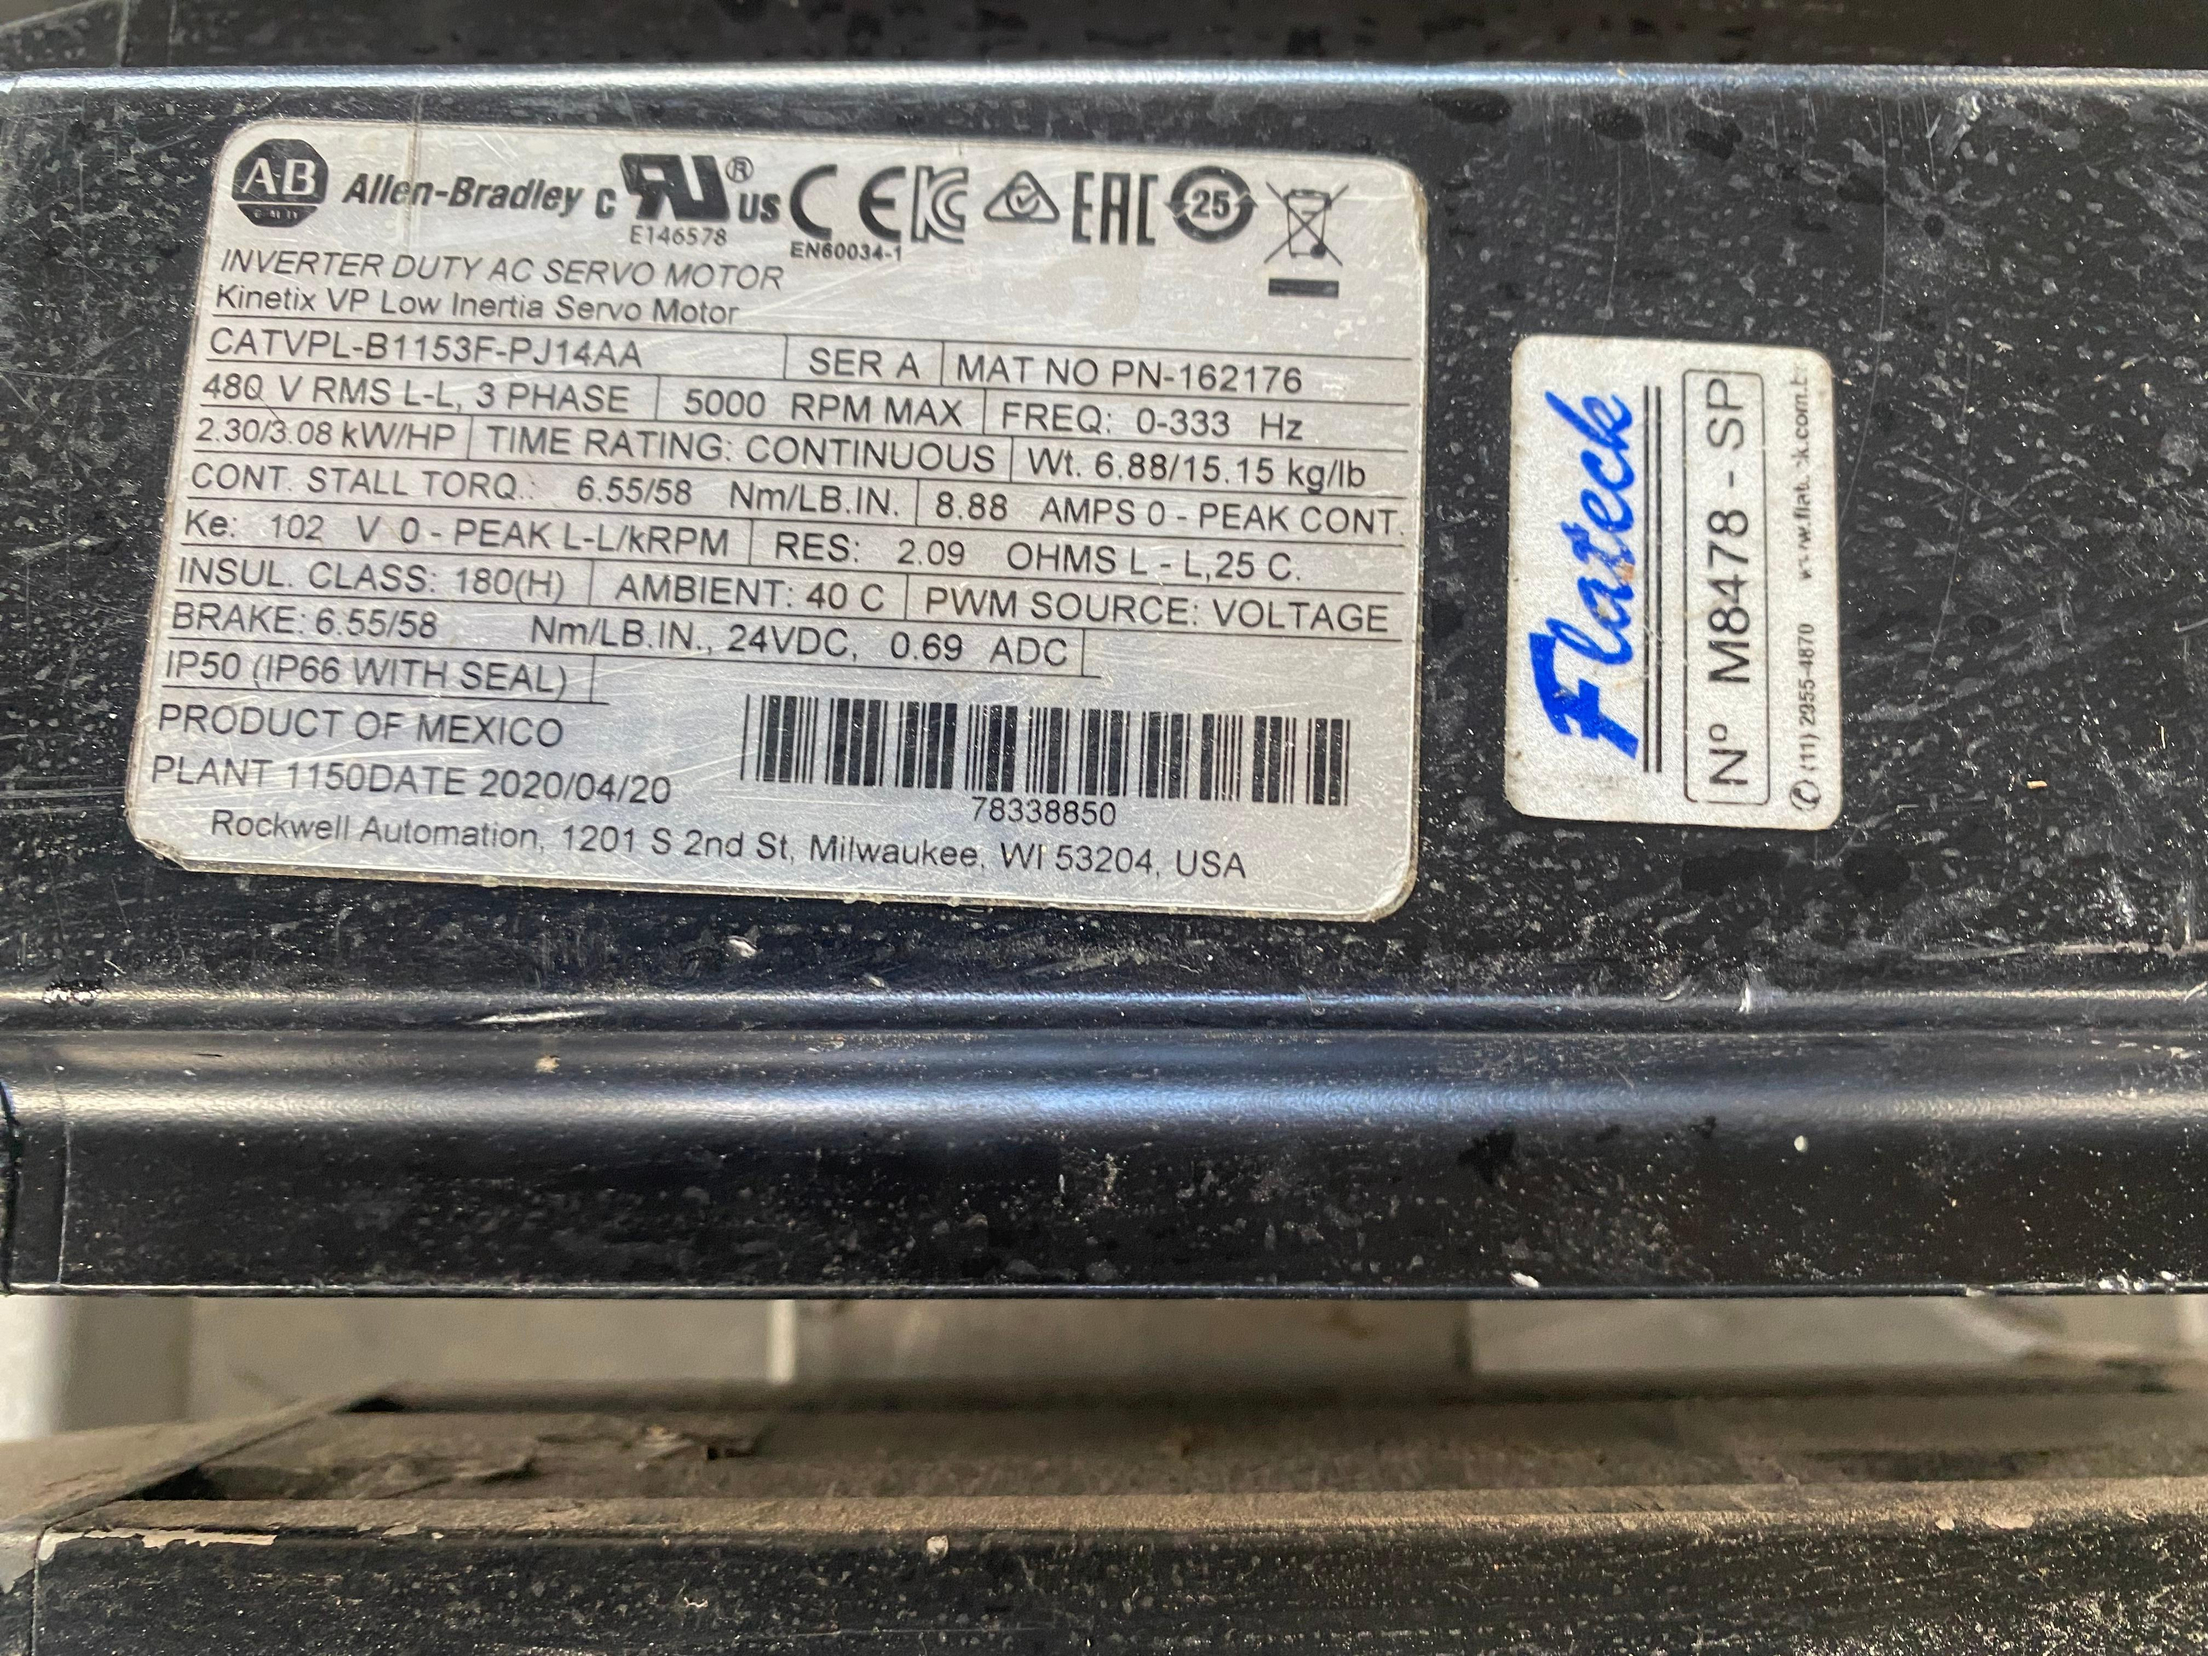 A-B
Allen-Bradley
c RU ® US
E146578
CE
EN60034-1
KC
EAC
25
INVERTER DUTY AC SERVO MOTOR
Kinetix VP Low Inertia Servo Motor
CATVPL-B1153F-PJ14AA SER A MAT NO PN-162176
480 V RMS L-L, 3 PHASE 5000 RPM MAX FREQ: 0-333 Hz
2.30/3.08 kW/HP TIME RATING: CONTINUOUS Wt. 6.88/15.15 kg/lb
CONT. STALL TORQ.: 6.55/58 Nm/LB.IN. 8.88 AMPS 0 - PEAK CONT.
Ke: 102 V 0 - PEAK L-L/kRPM RES: 2.09 OHMS L - L,25 C.
INSUL. CLASS: 180(H) AMBIENT: 40 C PWM SOURCE: VOLTAGE
BRAKE: 6.55/58 Nm/LB.IN., 24VDC, 0.69 ADC
IP50 (IP66 WITH SEAL)
PRODUCT OF MEXICO
PLANT 1150DATE 2020/04/20
78338850
Rockwell Automation, 1201 S 2nd St, Milwaukee, WI 53204, USA
Flateck
Nº M8478 - SP
(11) 2955-4870